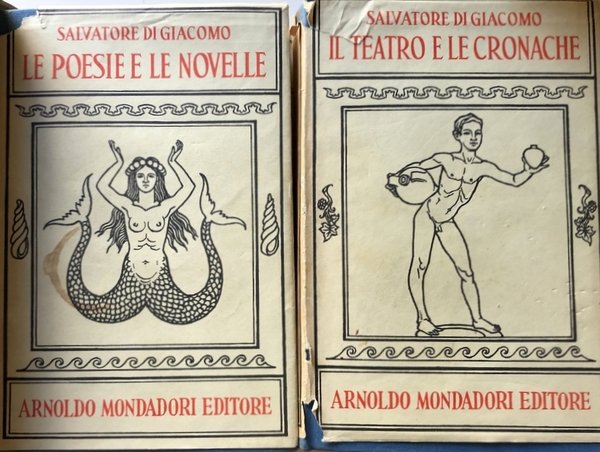 SALVATORE DI GIACOMO
LE POESIE E LE NOVELLE
ARNOLDO MONDADORI EDITORE
SALVATORE DI GIACOMO
IL TEATRO E LE CRONACHE
ARNOLDO MONDADORI EDITORE